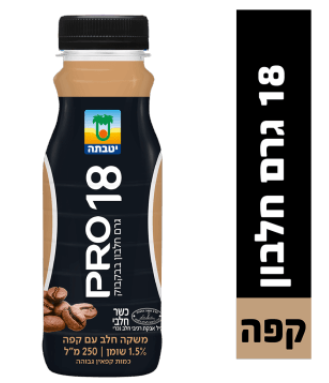 יטבתה
PRO 18
גרם חלבון בבקבוק
כשר
חלבי
משקה חלב עם קפה
1.5% שומן | 250 מ"ל
כמות קפאין גבוהה
18 גרם חלבון
קפה